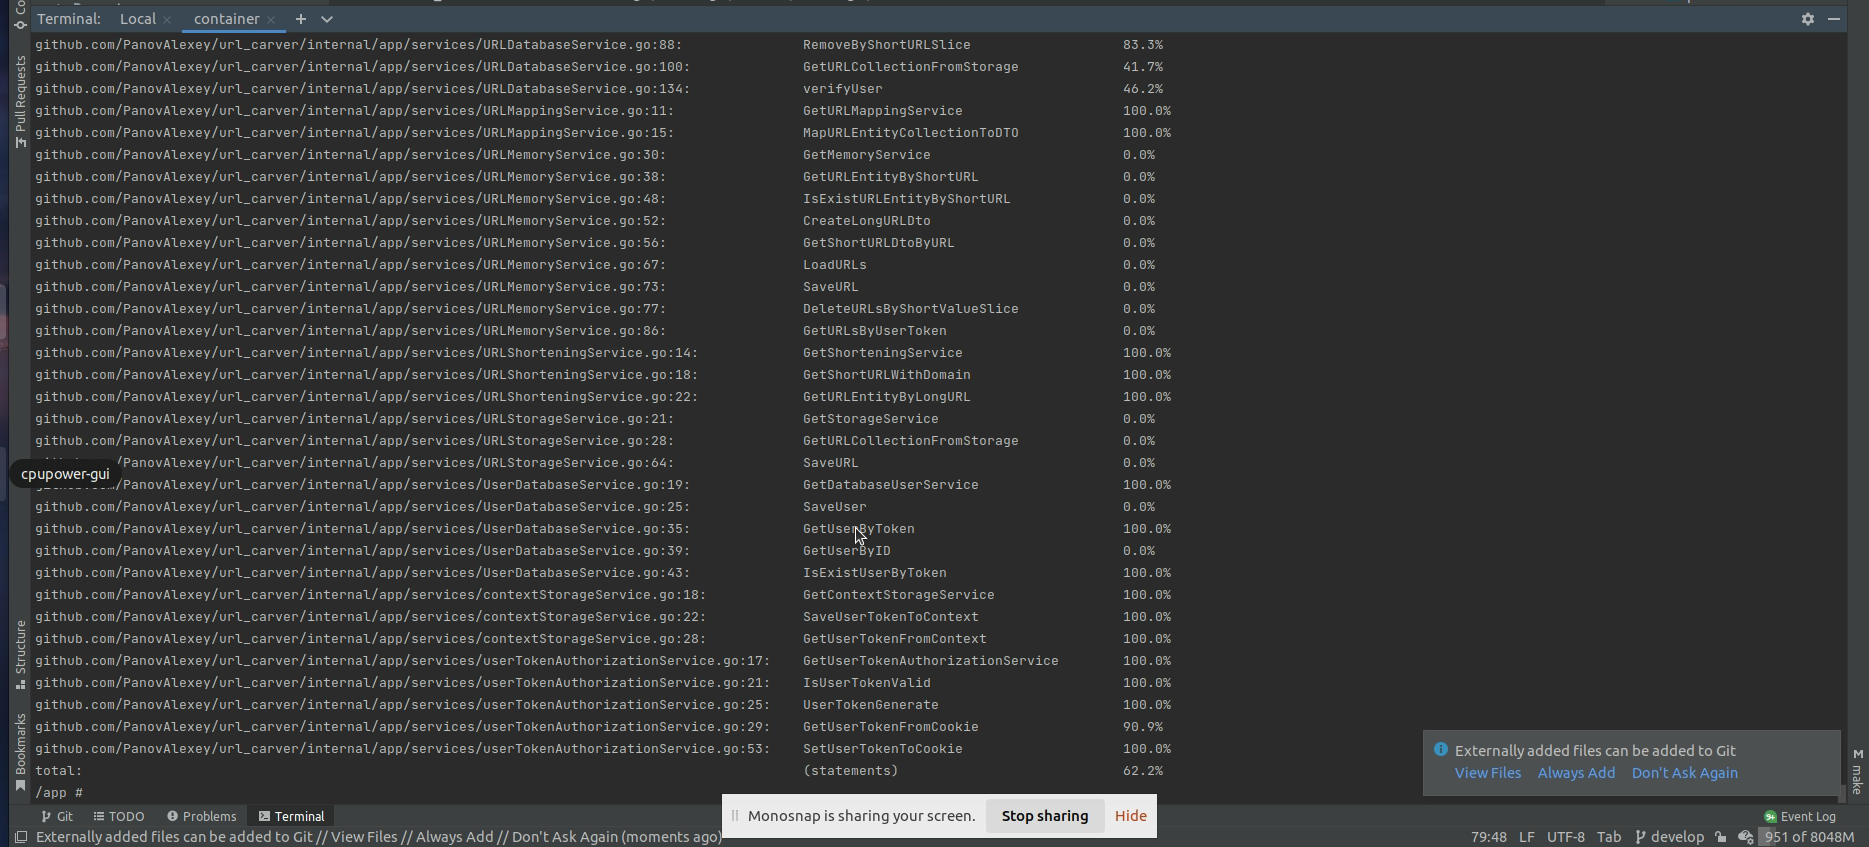 Terminal: Local × container × +
github.com/PanovAlexey/url_carver/internal/app/services/URLDatabaseService.go:88: RemoveByShortURLSlice 83.3%
github.com/PanovAlexey/url_carver/internal/app/services/URLDatabaseService.go:100: GetURLCollectionFromStorage 41.7%
github.com/PanovAlexey/url_carver/internal/app/services/URLDatabaseService.go:134: verifyUser 46.2%
github.com/PanovAlexey/url_carver/internal/app/services/URLMappingService.go:11: GetURLMappingService 100.0%
github.com/PanovAlexey/url_carver/internal/app/services/URLMappingService.go:15: MapURLEntityCollectionToDTO 100.0%
github.com/PanovAlexey/url_carver/internal/app/services/URLMemoryService.go:30: GetMemoryService 0.0%
github.com/PanovAlexey/url_carver/internal/app/services/URLMemoryService.go:38: GetURLEntityByShortURL 0.0%
github.com/PanovAlexey/url_carver/internal/app/services/URLMemoryService.go:48: IsExistURLEntityByShortURL 0.0%
github.com/PanovAlexey/url_carver/internal/app/services/URLMemoryService.go:52: CreateLongURLDto 0.0%
github.com/PanovAlexey/url_carver/internal/app/services/URLMemoryService.go:56: GetShortURLDtoByURL 0.0%
github.com/PanovAlexey/url_carver/internal/app/services/URLMemoryService.go:67: LoadURLs 0.0%
github.com/PanovAlexey/url_carver/internal/app/services/URLMemoryService.go:73: SaveURL 0.0%
github.com/PanovAlexey/url_carver/internal/app/services/URLMemoryService.go:77: DeleteURLsByShortValueSlice 0.0%
github.com/PanovAlexey/url_carver/internal/app/services/URLMemoryService.go:86: GetURLsByUserToken 0.0%
github.com/PanovAlexey/url_carver/internal/app/services/URLShorteningService.go:14: GetShorteningService 100.0%
github.com/PanovAlexey/url_carver/internal/app/services/URLShorteningService.go:18: GetShortURLWithDomain 100.0%
github.com/PanovAlexey/url_carver/internal/app/services/URLShorteningService.go:22: GetURLEntityByLongURL 100.0%
github.com/PanovAlexey/url_carver/internal/app/services/URLStorageService.go:21: GetStorageService 0.0%
github.com/PanovAlexey/url_carver/internal/app/services/URLStorageService.go:28: GetURLCollectionFromStorage 0.0%
/PanovAlexey/url_carver/internal/app/services/URLStorageService.go:64: SaveURL 0.0%
cpupower-gui
/PanovAlexey/url_carver/internal/app/services/UserDatabaseService.go:19: GetDatabaseUserService 100.0%
github.com/PanovAlexey/url_carver/internal/app/services/UserDatabaseService.go:25: SaveUser 0.0%
github.com/PanovAlexey/url_carver/internal/app/services/UserDatabaseService.go:35: GetUserByToken 100.0%
github.com/PanovAlexey/url_carver/internal/app/services/UserDatabaseService.go:39: GetUserByID 0.0%
github.com/PanovAlexey/url_carver/internal/app/services/UserDatabaseService.go:43: IsExistUserByToken 100.0%
github.com/PanovAlexey/url_carver/internal/app/services/contextStorageService.go:18: GetContextStorageService 100.0%
github.com/PanovAlexey/url_carver/internal/app/services/contextStorageService.go:22: SaveUserTokenToContext 100.0%
github.com/PanovAlexey/url_carver/internal/app/services/contextStorageService.go:28: GetUserTokenFromContext 100.0%
github.com/PanovAlexey/url_carver/internal/app/services/userTokenAuthorizationService.go:17: GetUserTokenAuthorizationService 100.0%
github.com/PanovAlexey/url_carver/internal/app/services/userTokenAuthorizationService.go:21: IsUserTokenValid 100.0%
github.com/PanovAlexey/url_carver/internal/app/services/userTokenAuthorizationService.go:25: UserTokenGenerate 100.0%
github.com/PanovAlexey/url_carver/internal/app/services/userTokenAuthorizationService.go:29: GetUserTokenFromCookie 90.9%
github.com/PanovAlexey/url_carver/internal/app/services/userTokenAuthorizationService.go:53: SetUserTokenToCookie 100.0%
total: (statements) 62.2%
/app #
Pull Requests
Structure
Bookmarks
Externally added files can be added to Git
View Files Always Add Don't Ask Again
M make
Monosnap is sharing your screen. Stop sharing Hide
Git TODO Problems Terminal
9+ Event Log
Externally added files can be added to Git // View Files // Always Add // Don't Ask Again (moments ago)
79:48 LF UTF-8 Tab develop 951 of 8048M